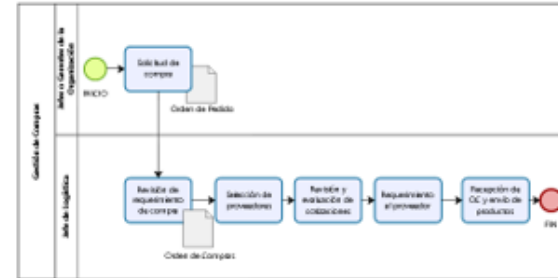 Gestión de Compras
Jefes o Gerentes de la
Organización
INICIO
Solicitud de
compra
Orden de Pedido
Jefe de Logística
Revisión de
requerimiento
de compra
Orden de Compras
Selección de
proveedores
Revisión y
evaluación de
cotizaciones
Requerimiento
al proveedor
Recepción de
OC y envío de
productos
FIN